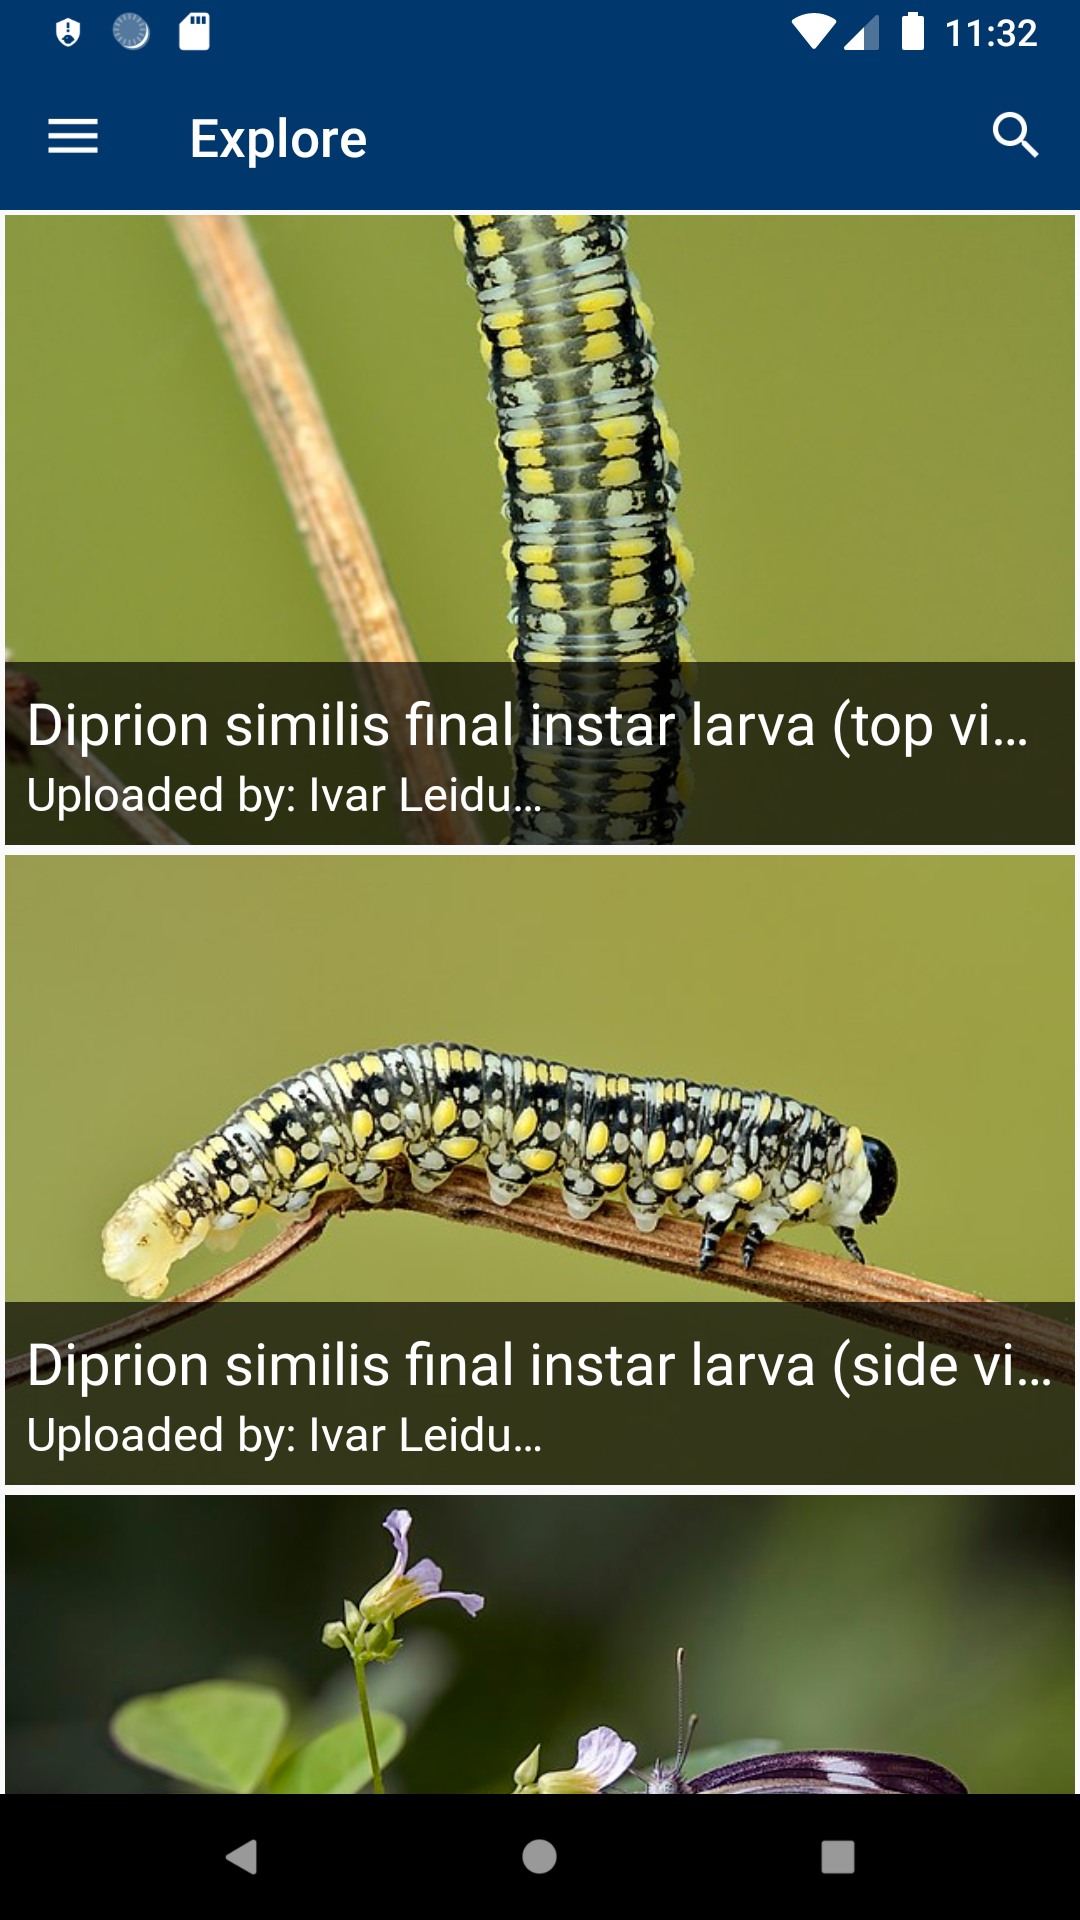 11:32
Explore
Diprion similis final instar larva (top vi...
Uploaded by: Ivar Leidu...
Diprion similis final instar larva (side vi...
Uploaded by: Ivar Leidu...